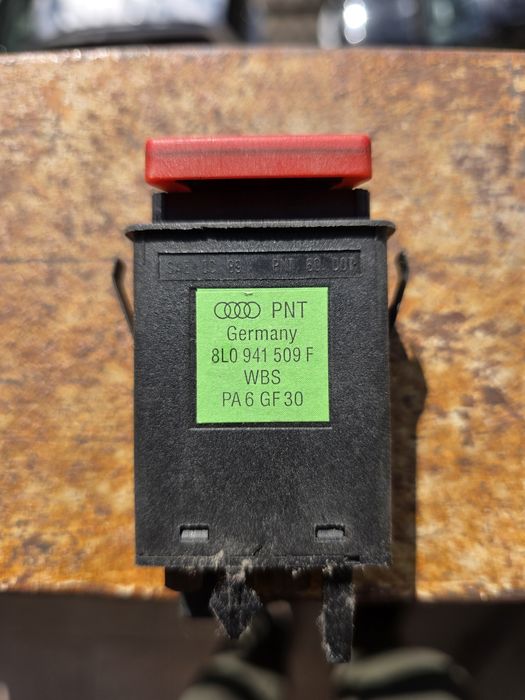 PNT
Germany
8L0 941 509 F
WBS
PA 6 GF 30